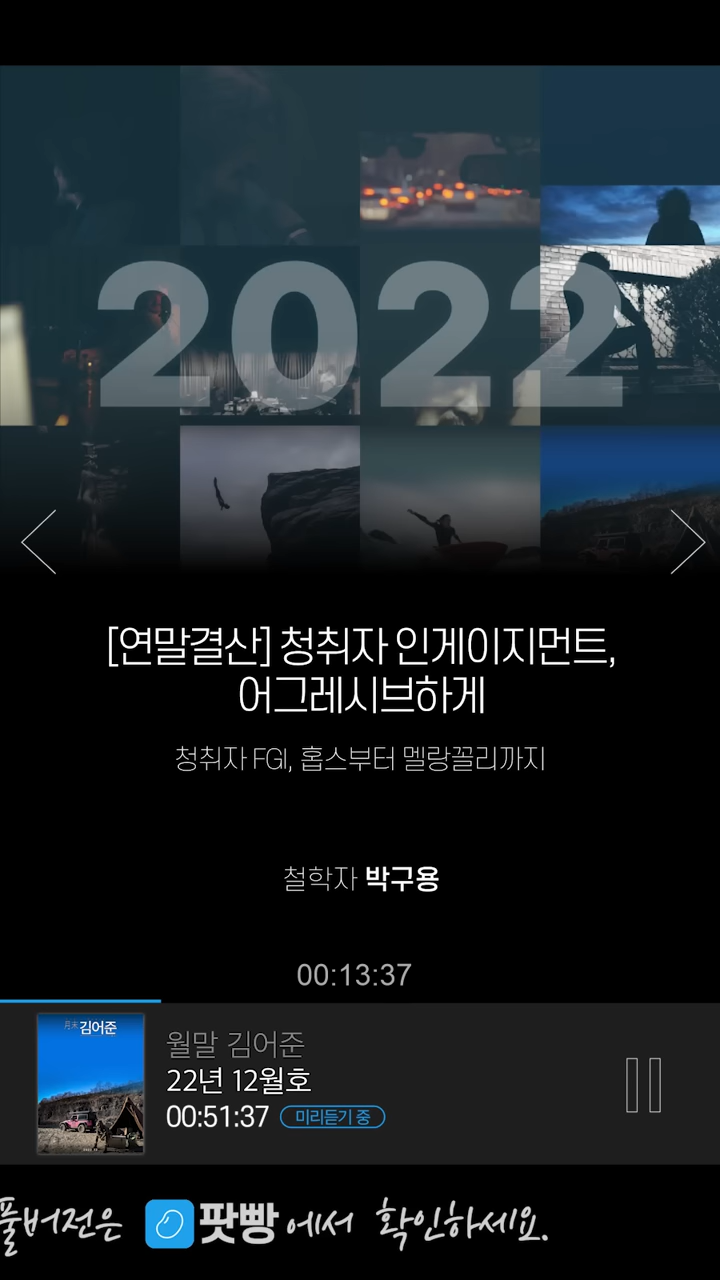 2022
[연말결산] 청취자 인게이지먼트,
어그레시브하게
청취자 FGI, 홉스부터 멜랑꼴리까지
철학자 박구용
00:13:37
月末 김어준
월말 김어준
22년 12월호
00:51:37 미리듣기 중
풀버전은 팟빵에서 확인하세요.